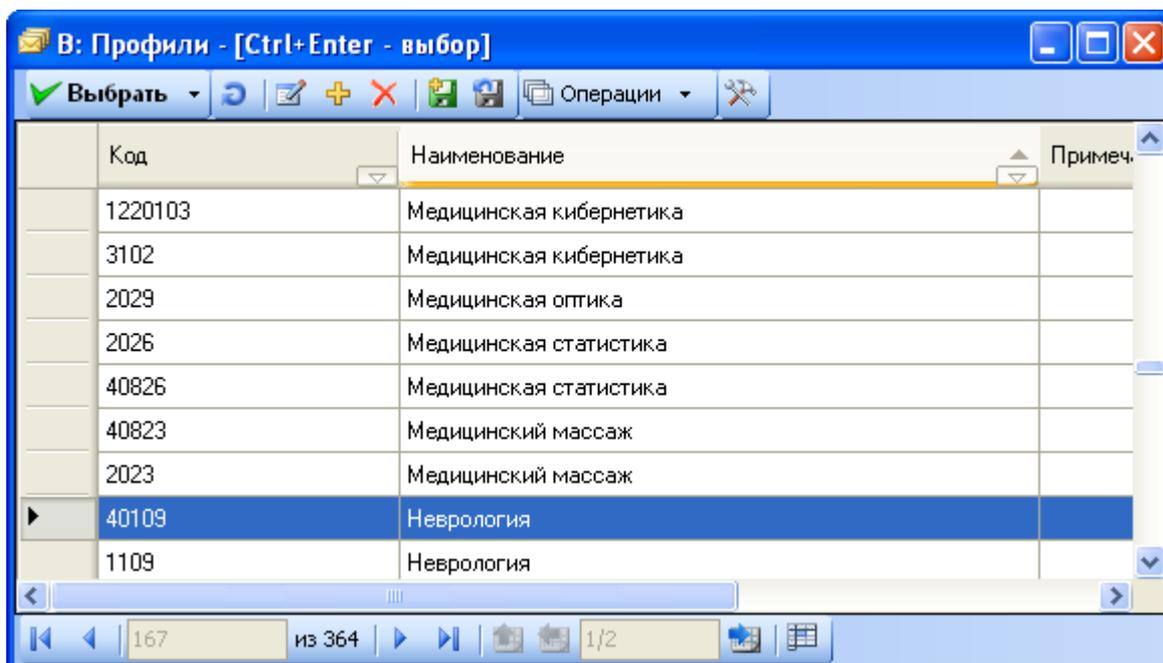 В: Профили - [Ctrl+Enter - выбор]
Выбрать Операции
Код Наименование Примеч
1220103 Медицинская кибернетика
3102 Медицинская кибернетика
2029 Медицинская оптика
2026 Медицинская статистика
40826 Медицинская статистика
40823 Медицинский массаж
2023 Медицинский массаж
40109 Неврология
1109 Неврология
167 из 364 1/2